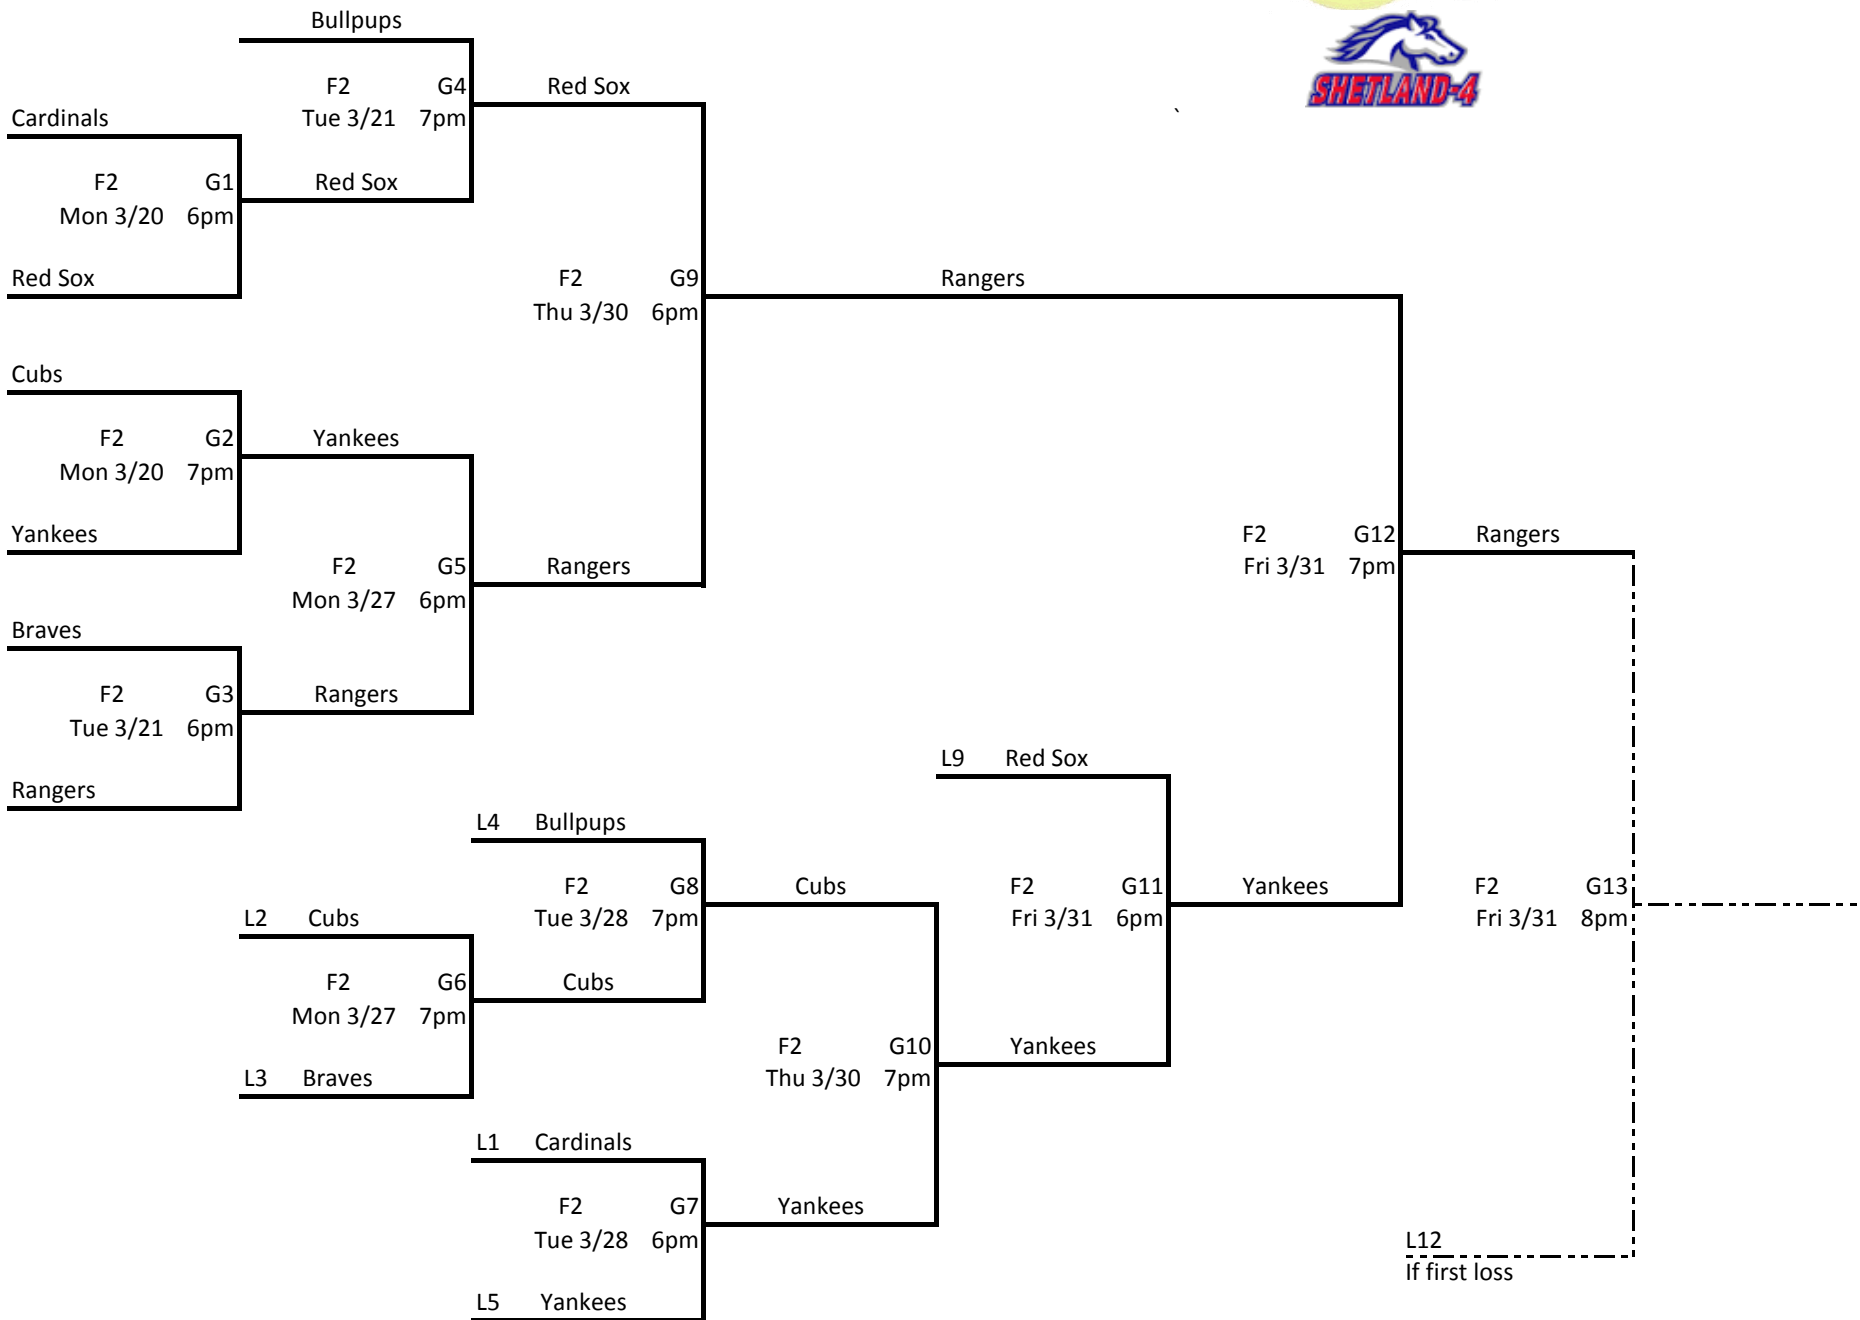 Bullpups
F2 G4 Red Sox
Cardinals Tue 3/21 7pm `
SHETLAND-4
F2 G1 Red Sox
Mon 3/20 6pm
Red Sox F2 G9 Rangers
Thu 3/30 6pm
Cubs
F2 G2 Yankees
Mon 3/20 7pm
Yankees F2 G12 Rangers
F2 G5 Rangers Fri 3/31 7pm
Mon 3/27 6pm
Braves
F2 G3 Rangers
Tue 3/21 6pm
L9 Red Sox
Rangers
L4 Bullpups
F2 G8 Cubs F2 G11 Yankees F2 G13
L2 Cubs Tue 3/28 7pm Fri 3/31 6pm Fri 3/31 8pm
F2 G6 Cubs
Mon 3/27 7pm
F2 G10 Yankees
L3 Braves Thu 3/30 7pm
L1 Cardinals
F2 G7 Yankees
Tue 3/28 6pm L12
If first loss
L5 Yankees